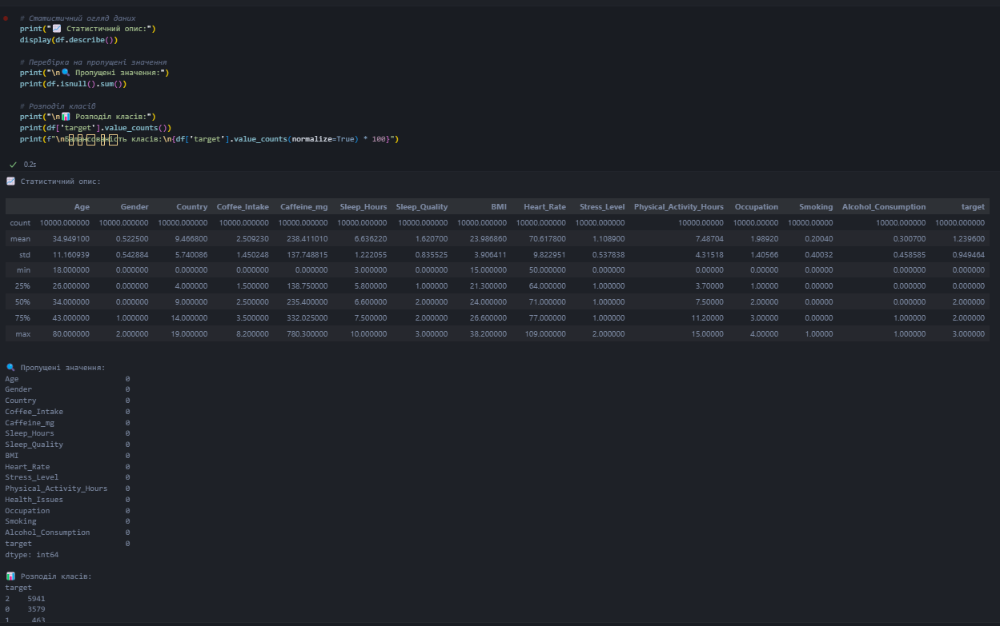 # Статистичний огляд даних
print("📈 Статистичний опис:")
display(df.describe())
# Перевірка на пропущені значення
print("\n🔍 Пропущені значення:")
print(df.isnull().sum())
# Розподіл класів
print("\n📊 Розподіл класів:")
print(df['target'].value_counts())
print(f"\nБалансованість класів:\n{df['target'].value_counts(normalize=True) * 100}")
0.2s
📈 Статистичний опис:
Age Gender Country Coffee_Intake Caffeine_mg Sleep_Hours Sleep_Quality BMI Heart_Rate Stress_Level Physical_Activity_Hours Occupation Smoking Alcohol_Consumption target
count 10000.000000 10000.000000 10000.000000 10000.000000 10000.000000 10000.000000 10000.000000 10000.000000 10000.000000 10000.000000 10000.00000 10000.00000 10000.00000 10000.000000 10000.000000
mean 34.949100 0.522500 9.466800 2.509230 238.411010 6.636220 1.620700 23.986860 70.617800 1.108900 7.48704 1.98920 0.20040 0.300700 1.239600
std 11.160939 0.542884 5.740086 1.450248 137.748815 1.222055 0.835525 3.906411 9.822951 0.537838 4.31518 1.40566 0.40032 0.458585 0.949464
min 18.000000 0.000000 0.000000 0.000000 0.000000 3.000000 0.000000 15.000000 50.000000 0.000000 0.00000 0.00000 0.00000 0.000000 0.000000
25% 26.000000 0.000000 4.000000 1.500000 138.750000 5.800000 1.000000 21.300000 64.000000 1.000000 3.70000 1.00000 0.00000 0.000000 0.000000
50% 34.000000 0.000000 9.000000 2.500000 235.400000 6.600000 2.000000 24.000000 71.000000 1.000000 7.50000 2.00000 0.00000 0.000000 2.000000
75% 43.000000 1.000000 14.000000 3.500000 332.025000 7.500000 2.000000 26.600000 77.000000 1.000000 11.20000 3.00000 0.00000 1.000000 2.000000
max 80.000000 2.000000 19.000000 8.200000 780.300000 10.000000 3.000000 38.200000 109.000000 2.000000 15.00000 4.00000 1.00000 1.000000 3.000000
🔍 Пропущені значення:
Age 0
Gender 0
Country 0
Coffee_Intake 0
Caffeine_mg 0
Sleep_Hours 0
Sleep_Quality 0
BMI 0
Heart_Rate 0
Stress_Level 0
Physical_Activity_Hours 0
Health_Issues 0
Occupation 0
Smoking 0
Alcohol_Consumption 0
target 0
dtype: int64
📊 Розподіл класів:
target
2 5941
0 3579
1 463